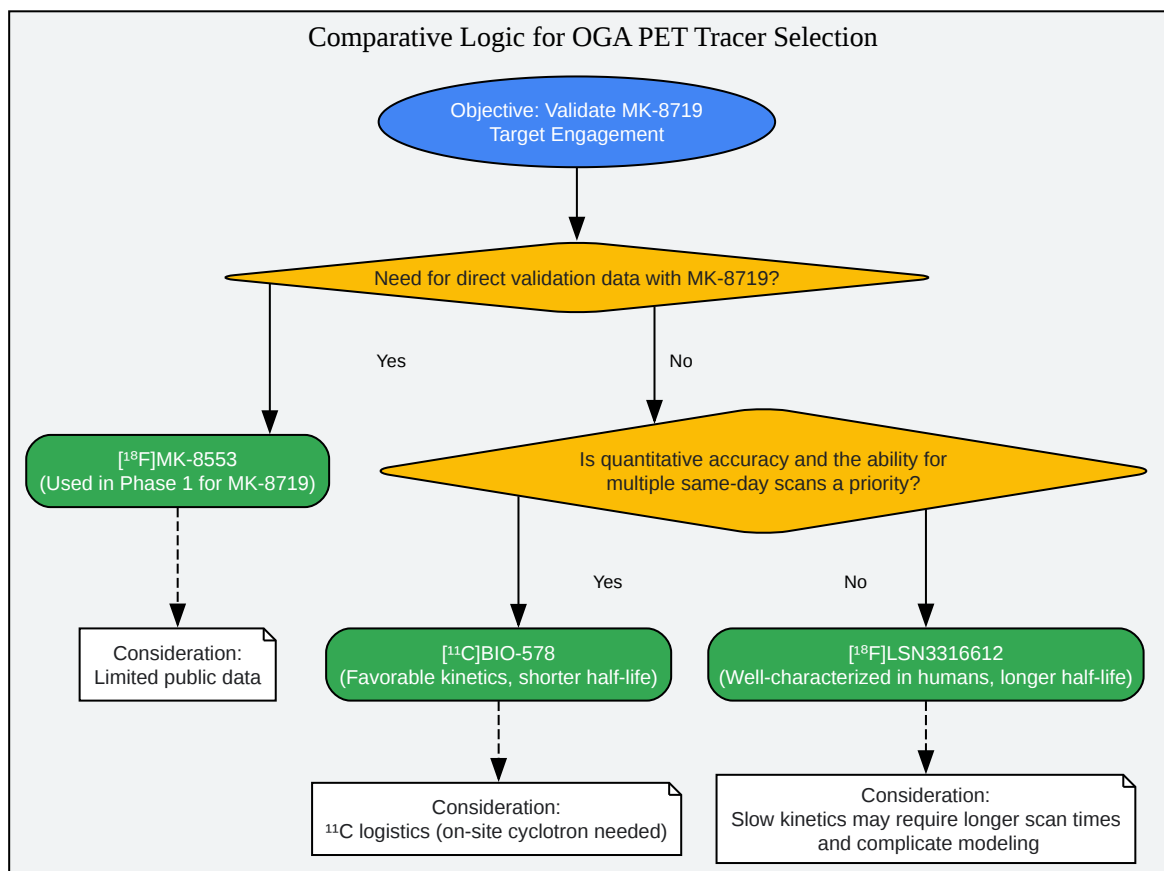 Comparative Logic for OGA PET Tracer Selection
Objective: Validate MK-8719
Target Engagement
Need for direct validation data with MK-8719?
Yes
No
[¹⁸F]MK-8553
(Used in Phase 1 for MK-8719)
Is quantitative accuracy and the ability for
multiple same-day scans a priority?
Yes
No
Consideration:
Limited public data
[¹¹C]BIO-578
(Favorable kinetics, shorter half-life)
[¹⁸F]LSN3316612
(Well-characterized in humans, longer half-life)
Consideration:
¹¹C logistics (on-site cyclotron needed)
Consideration:
Slow kinetics may require longer scan times
and complicate modeling